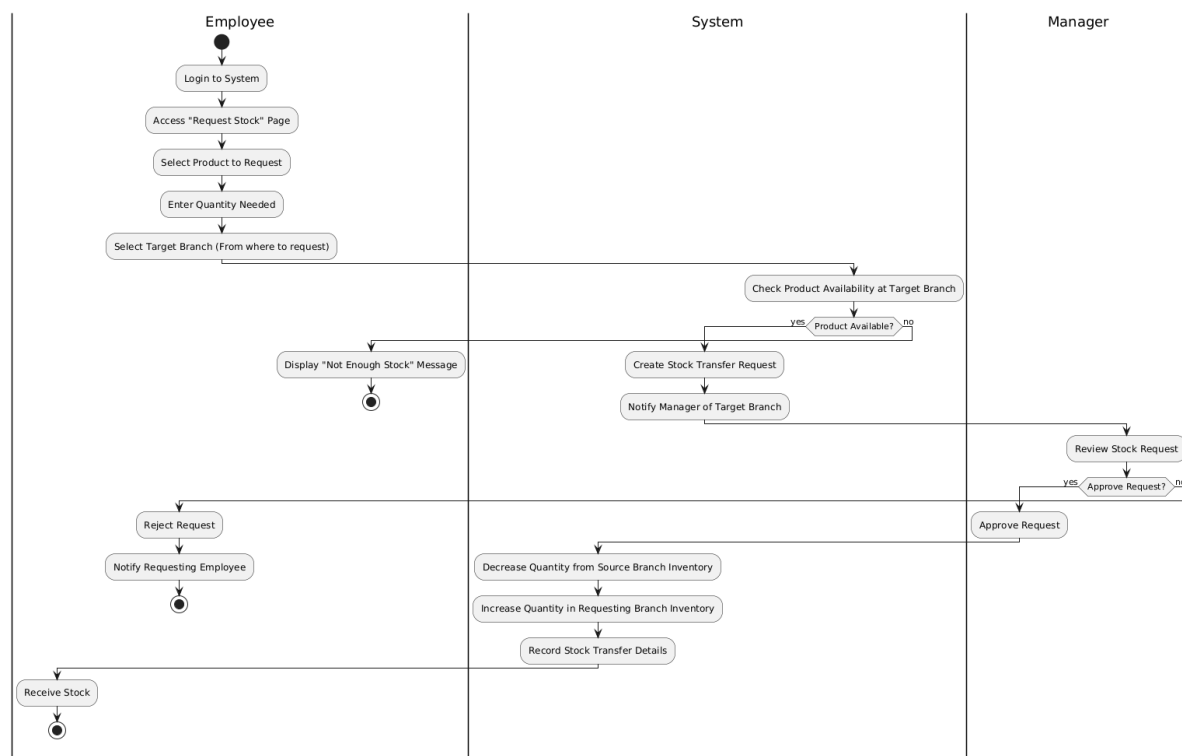 Employee
System
Manager
Login to System
Access "Request Stock" Page
Select Product to Request
Enter Quantity Needed
Select Target Branch (From where to request)
Check Product Availability at Target Branch
yes
Product Available?
no
Display "Not Enough Stock" Message
Create Stock Transfer Request
Notify Manager of Target Branch
Review Stock Request
yes
Approve Request?
no
Reject Request
Approve Request
Notify Requesting Employee
Decrease Quantity from Source Branch Inventory
Increase Quantity in Requesting Branch Inventory
Record Stock Transfer Details
Receive Stock